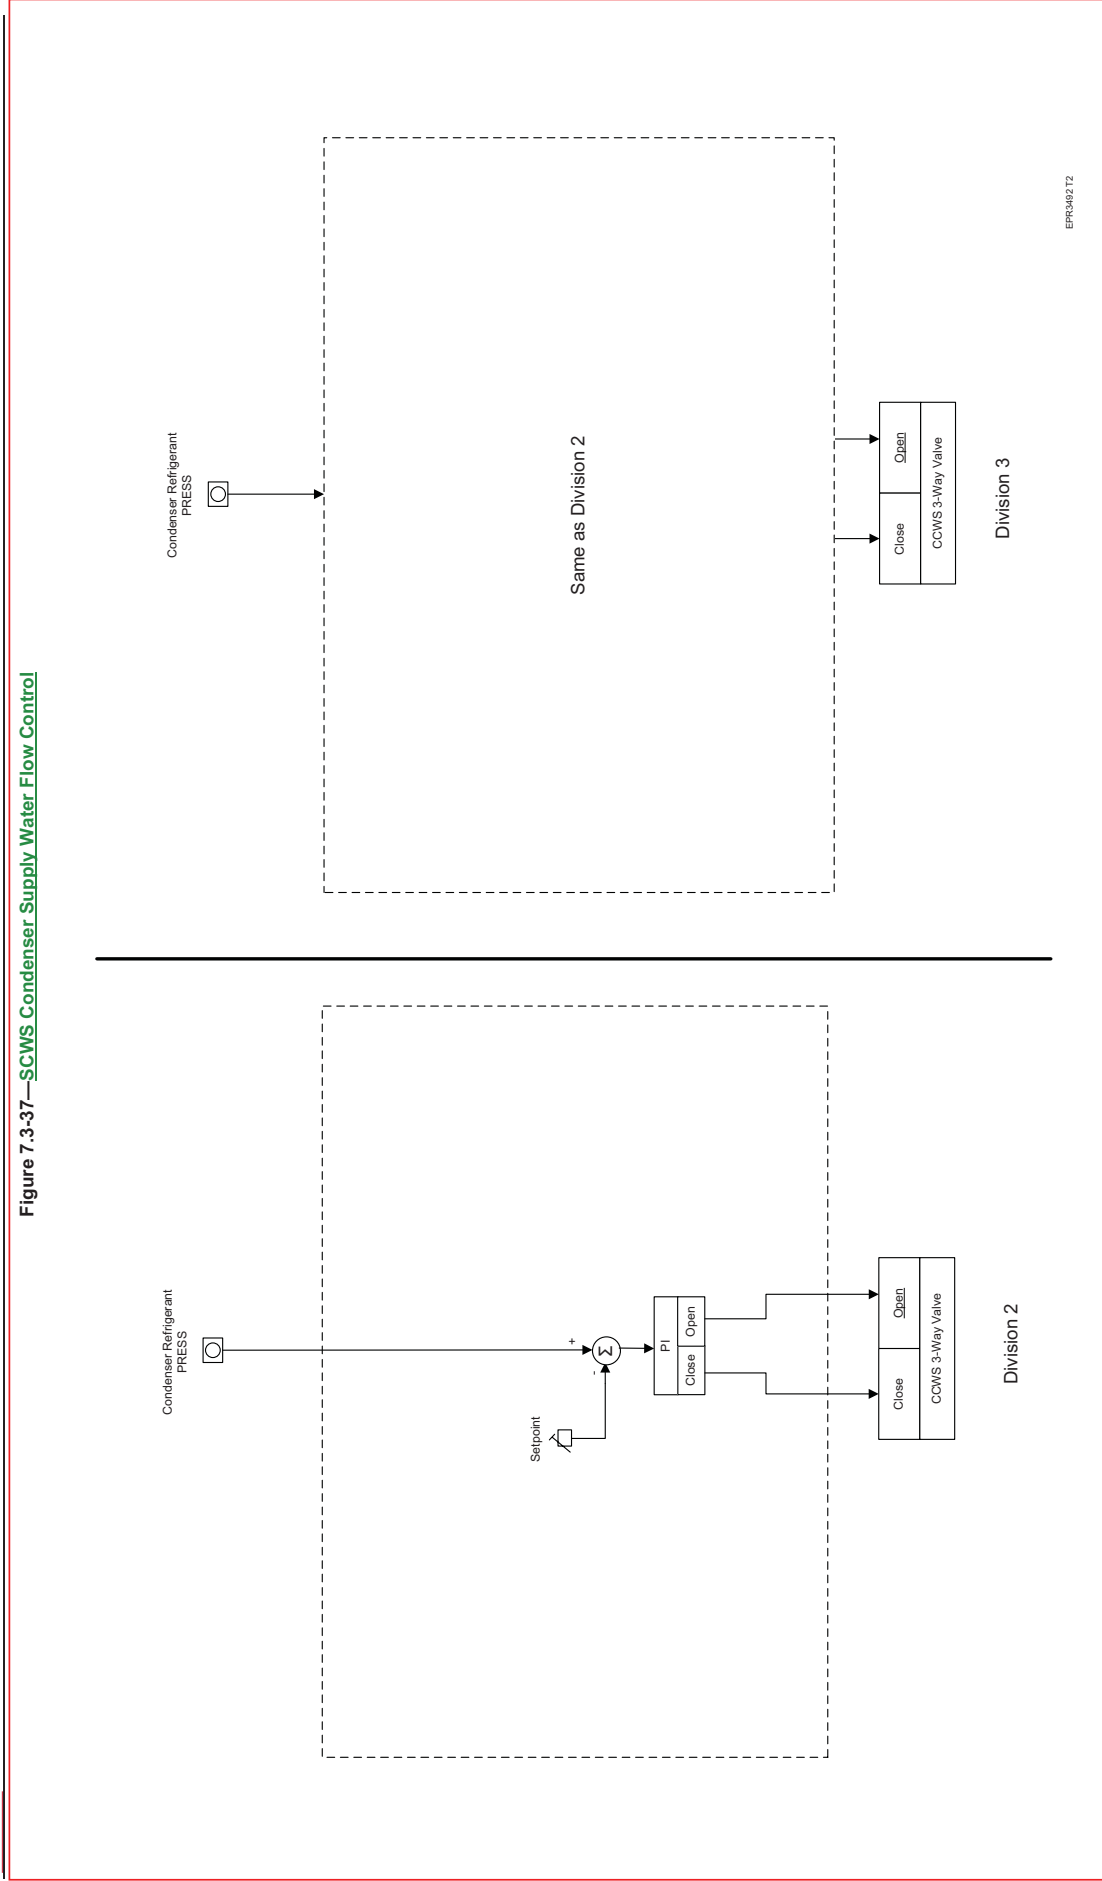 Figure 7.3-37—SCWS Condenser Supply Water Flow Control
Condenser Refrigerant
PRESS
Setpoint
+
-
Σ
PI
Close
Open
Close
Open
CCWS 3-Way Valve
Division 2
Condenser Refrigerant
PRESS
Same as Division 2
Close
Open
CCWS 3-Way Valve
Division 3
EPR3492 T2